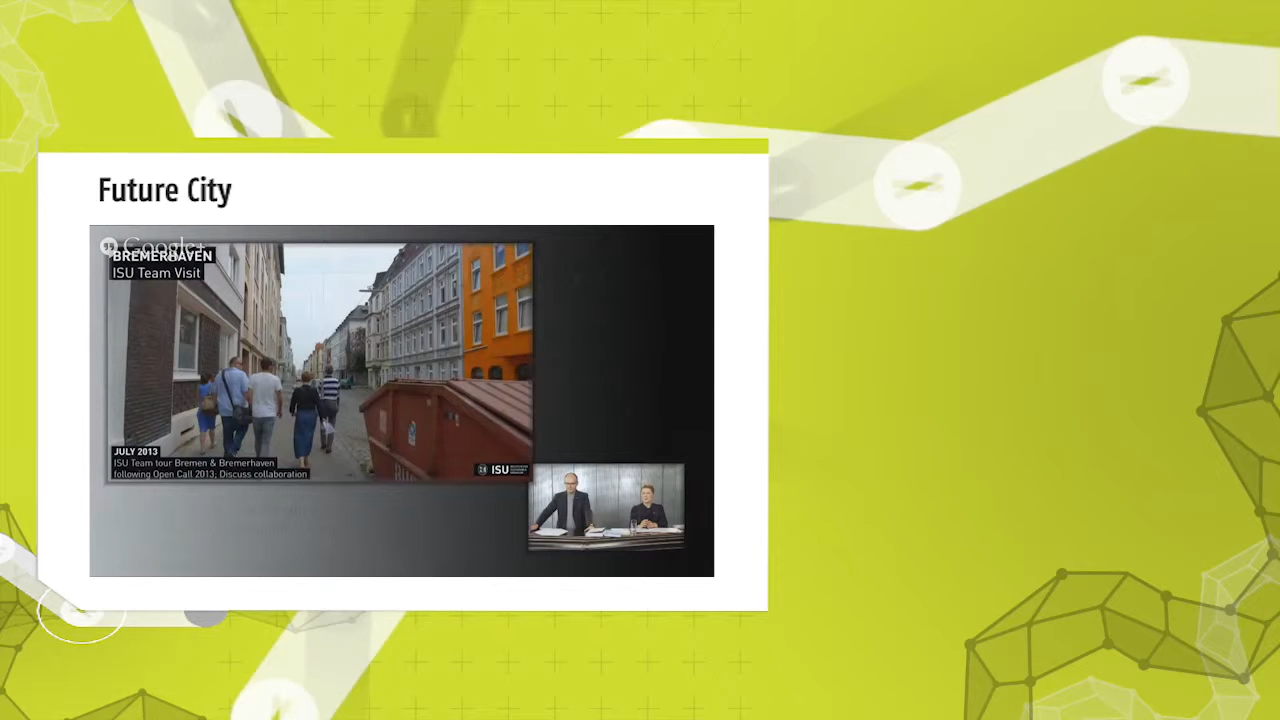 Future City
Google+
BREMERHAVEN
ISU Team Visit
JULY 2013
ISU Team tour Bremen & Bremerhaven
following Open Call 2013; Discuss collaboration
ISU